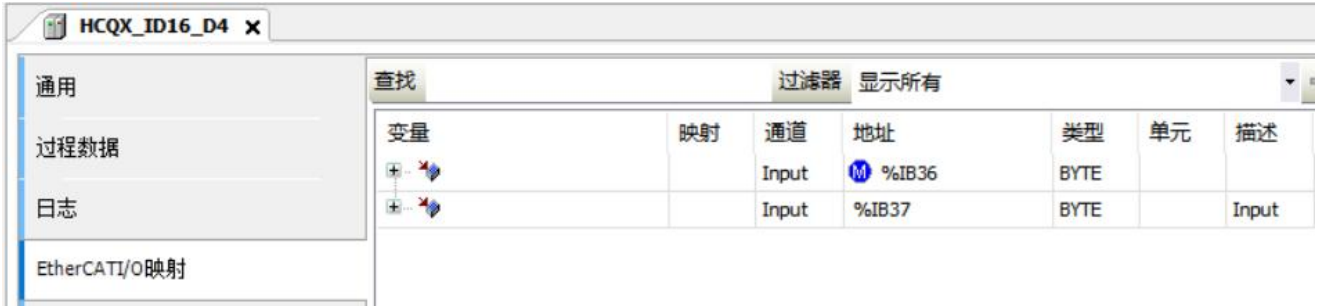 HCQX_ID16_D4 x
通用
过程数据
日志
EtherCATI/O映射
查找 过滤器 显示所有
变量 映射 通道 地址 类型 单元 描述
Input M %IB36 BYTE
Input %IB37 BYTE Input